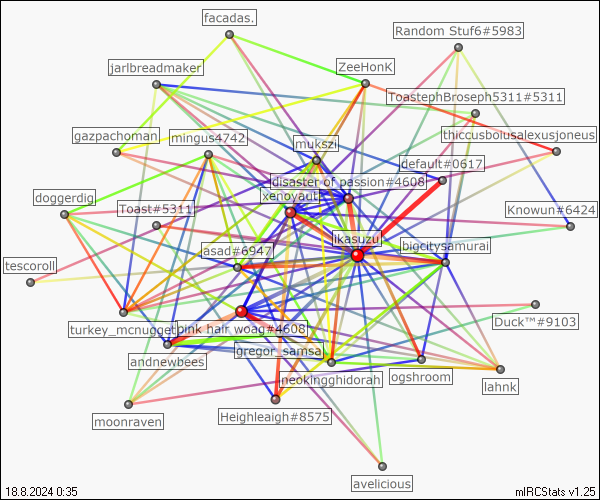 facadas.
Random Stuf6#5983
jarlbreadmaker
ZeeHonK
ToastephBroseph5311#5311
gazpachoman
mingus4742
mukszi
thiccusbolusalexusjoneus
default#0617
disaster of passion#4608
xenoyaut
doggerdig
Toast#5311
Knowun#6424
ikasuzu
asad#6947
bigcitysamurai
tescoroll
turkey_mcnugget
pink hair woag#4608
Duck™#9103
andnewbees
gregor_samsa
neokingghidorah
ogshroom
lahnk
moonraven
Heighleaigh#8575
avelicious
18.8.2024 0:35
mIRCStats v1.25